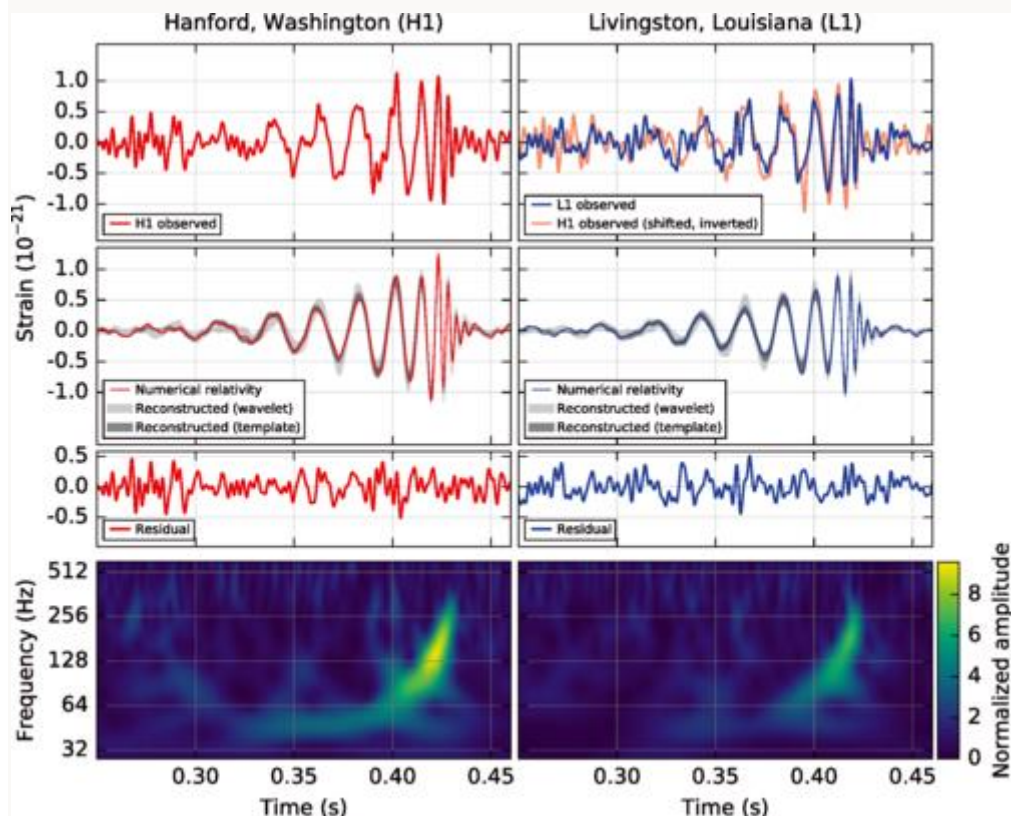 Hanford, Washington (H1)
Livingston, Louisiana (L1)
Strain (10⁻²¹)
1.0
0.5
0.0
-0.5
-1.0
H1 observed
L1 observed
H1 observed (shifted, inverted)
1.0
0.5
0.0
-0.5
-1.0
Numerical relativity
Reconstructed (wavelet)
Reconstructed (template)
Numerical relativity
Reconstructed (wavelet)
Reconstructed (template)
0.5
0.0
-0.5
Residual
Residual
Frequency (Hz)
512
256
128
64
32
Normalized amplitude
8
6
4
2
0
0.30 0.35 0.40 0.45
0.30 0.35 0.40 0.45
Time (s)
Time (s)